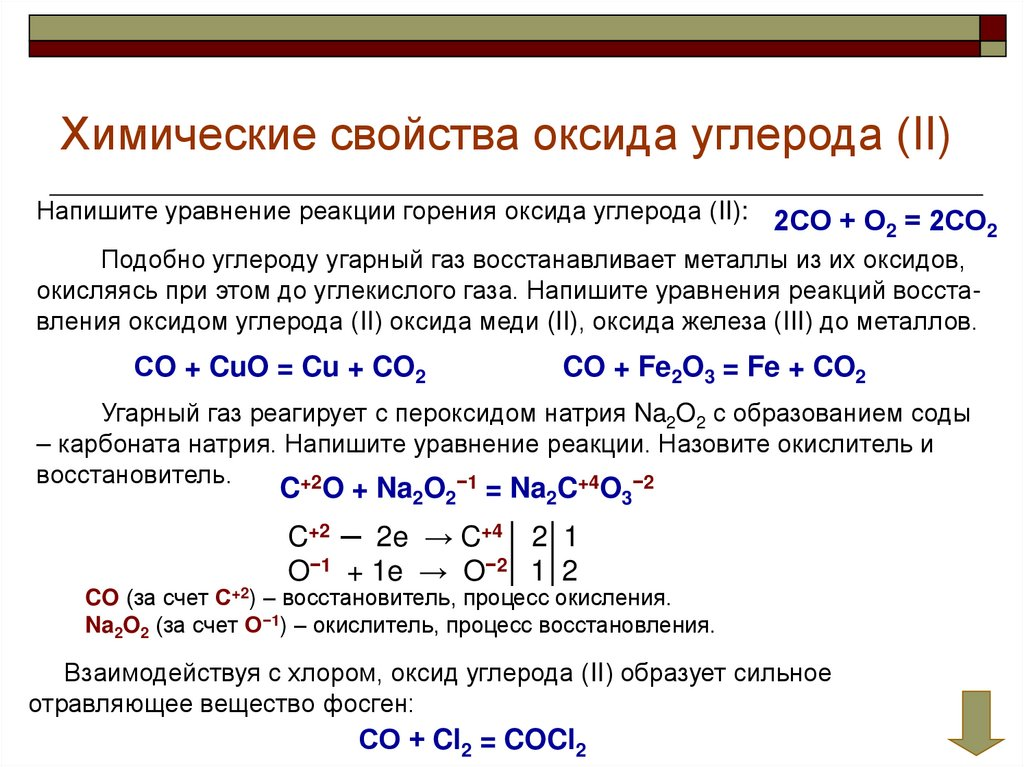 Химические свойства оксида углерода (II)
Напишите уравнение реакции горения оксида углерода (II): 2CO + O₂ = 2CO₂
Подобно углероду угарный газ восстанавливает металлы из их оксидов,
окисляясь при этом до углекислого газа. Напишите уравнения реакций восста-
вления оксидом углерода (II) оксида меди (II), оксида железа (III) до металлов.
CO + CuO = Cu + CO₂ CO + Fe₂O₃ = Fe + CO₂
Угарный газ реагирует с пероксидом натрия Na₂O₂ с образованием соды
– карбоната натрия. Напишите уравнение реакции. Назовите окислитель и
восстановитель.
C⁺²O + Na₂O₂⁻¹ = Na₂C⁺⁴O₃⁻²
C⁺² ─ 2e → C⁺⁴ | 2 | 1
O⁻¹ + 1e → O⁻² | 1 | 2
CO (за счет C⁺²) – восстановитель, процесс окисления.
Na₂O₂ (за счет O⁻¹) – окислитель, процесс восстановления.
Взаимодействуя с хлором, оксид углерода (II) образует сильное
отравляющее вещество фосген:
CO + Cl₂ = COCl₂